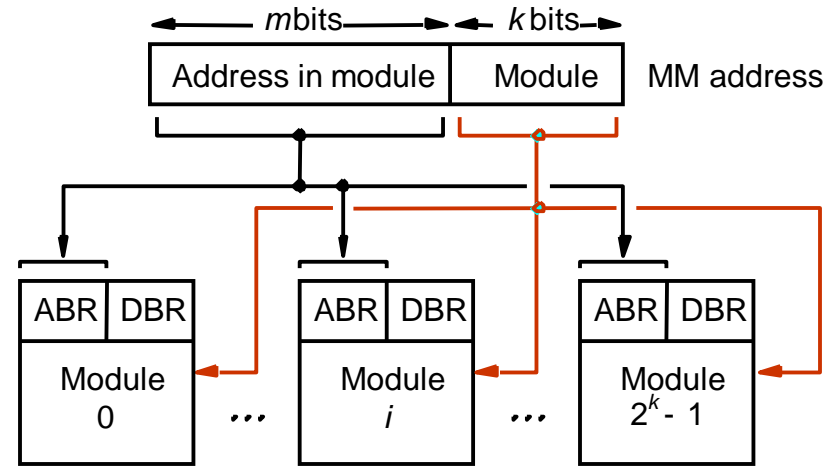 m bits k bits
Address in module Module MM address
ABR DBR ABR DBR ABR DBR
Module Module Module
0 ... i ... 2^k - 1